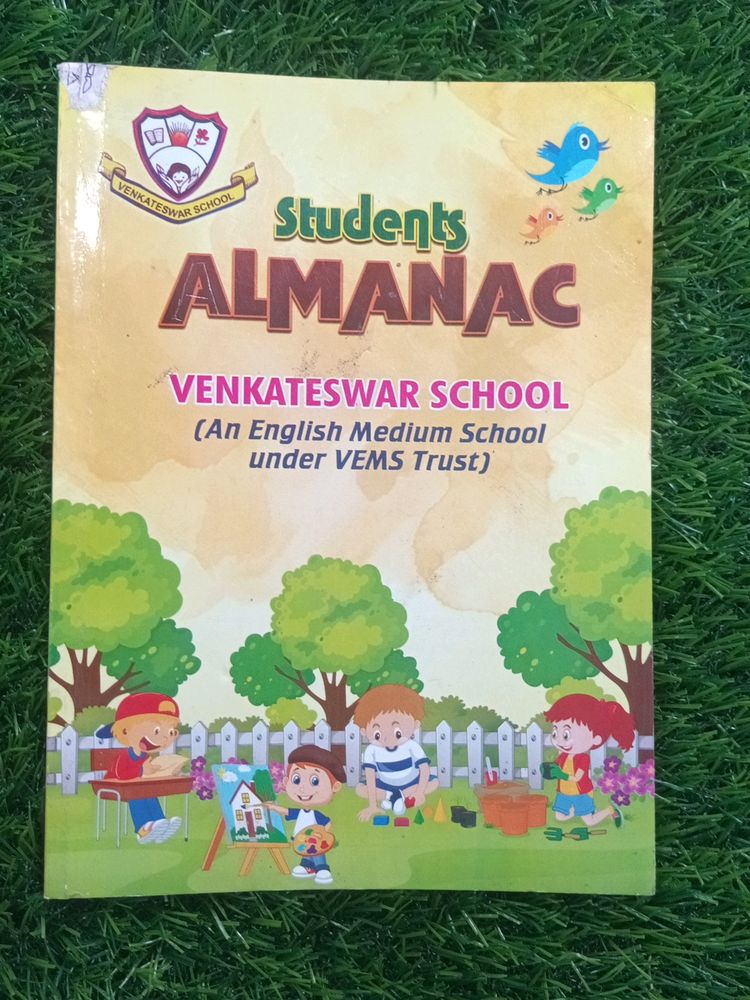 VENKATESWAR SCHOOL
Students
ALMANAC
VENKATESWAR SCHOOL
(An English Medium School
under VEMS Trust)